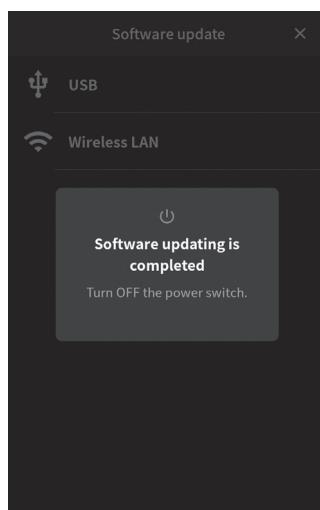 Software update
USB
Wireless LAN
Software updating is
completed
Turn OFF the power switch.